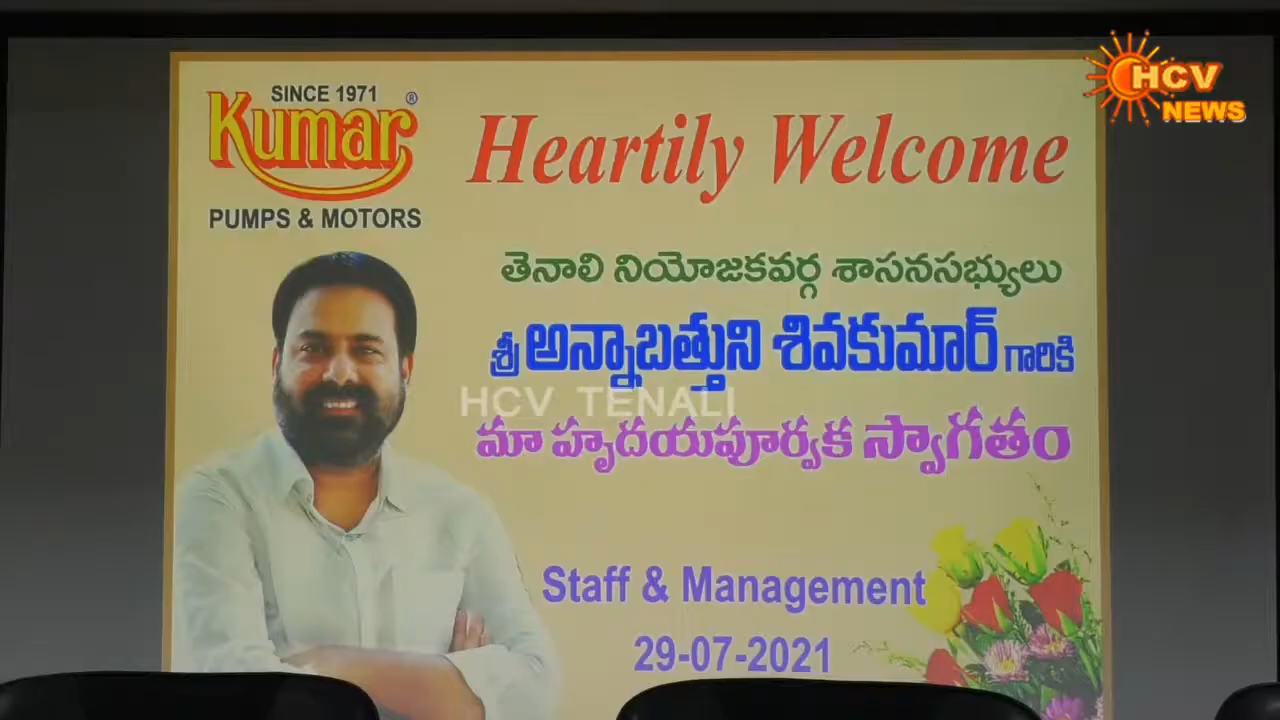 HCV
NEWS
SINCE 1971
Kumar®
PUMPS & MOTORS
Heartily Welcome
తెనాలి నియోజకవర్గ శాసనసభ్యులు
శ్రీ అన్నాబత్తుని శివకుమార్ గారికి
HCV TENALI
మా హృదయపూర్వక స్వాగతం
Staff & Management
29-07-2021